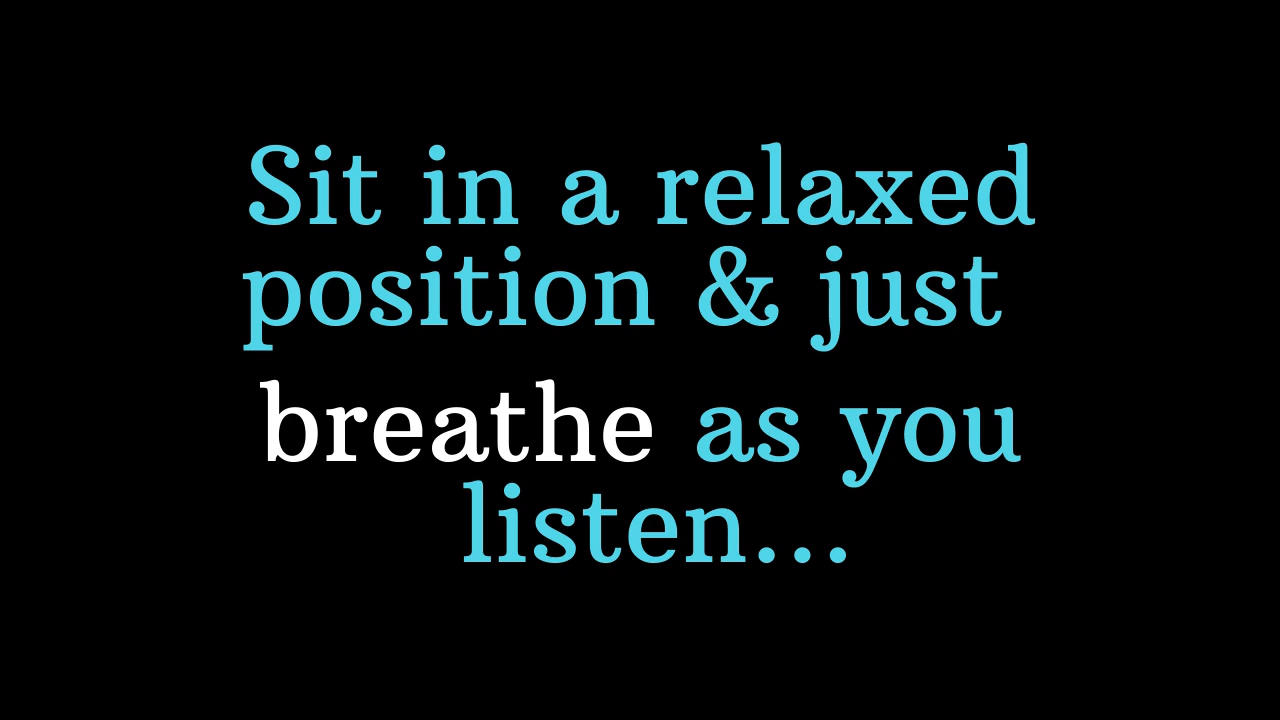 Sit in a relaxed
position & just
breathe as you
listen...